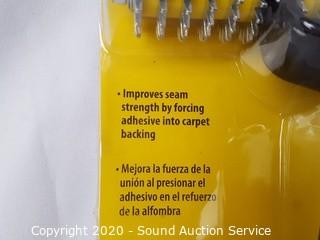 • Improves seam
strength by forcing
adhesive into carpet
backing
• Mejora la fuerza de la
unión al presionar el
adhesivo en el refuerzo
de la alfombra
Copyright 2020 - Sound Auction Service